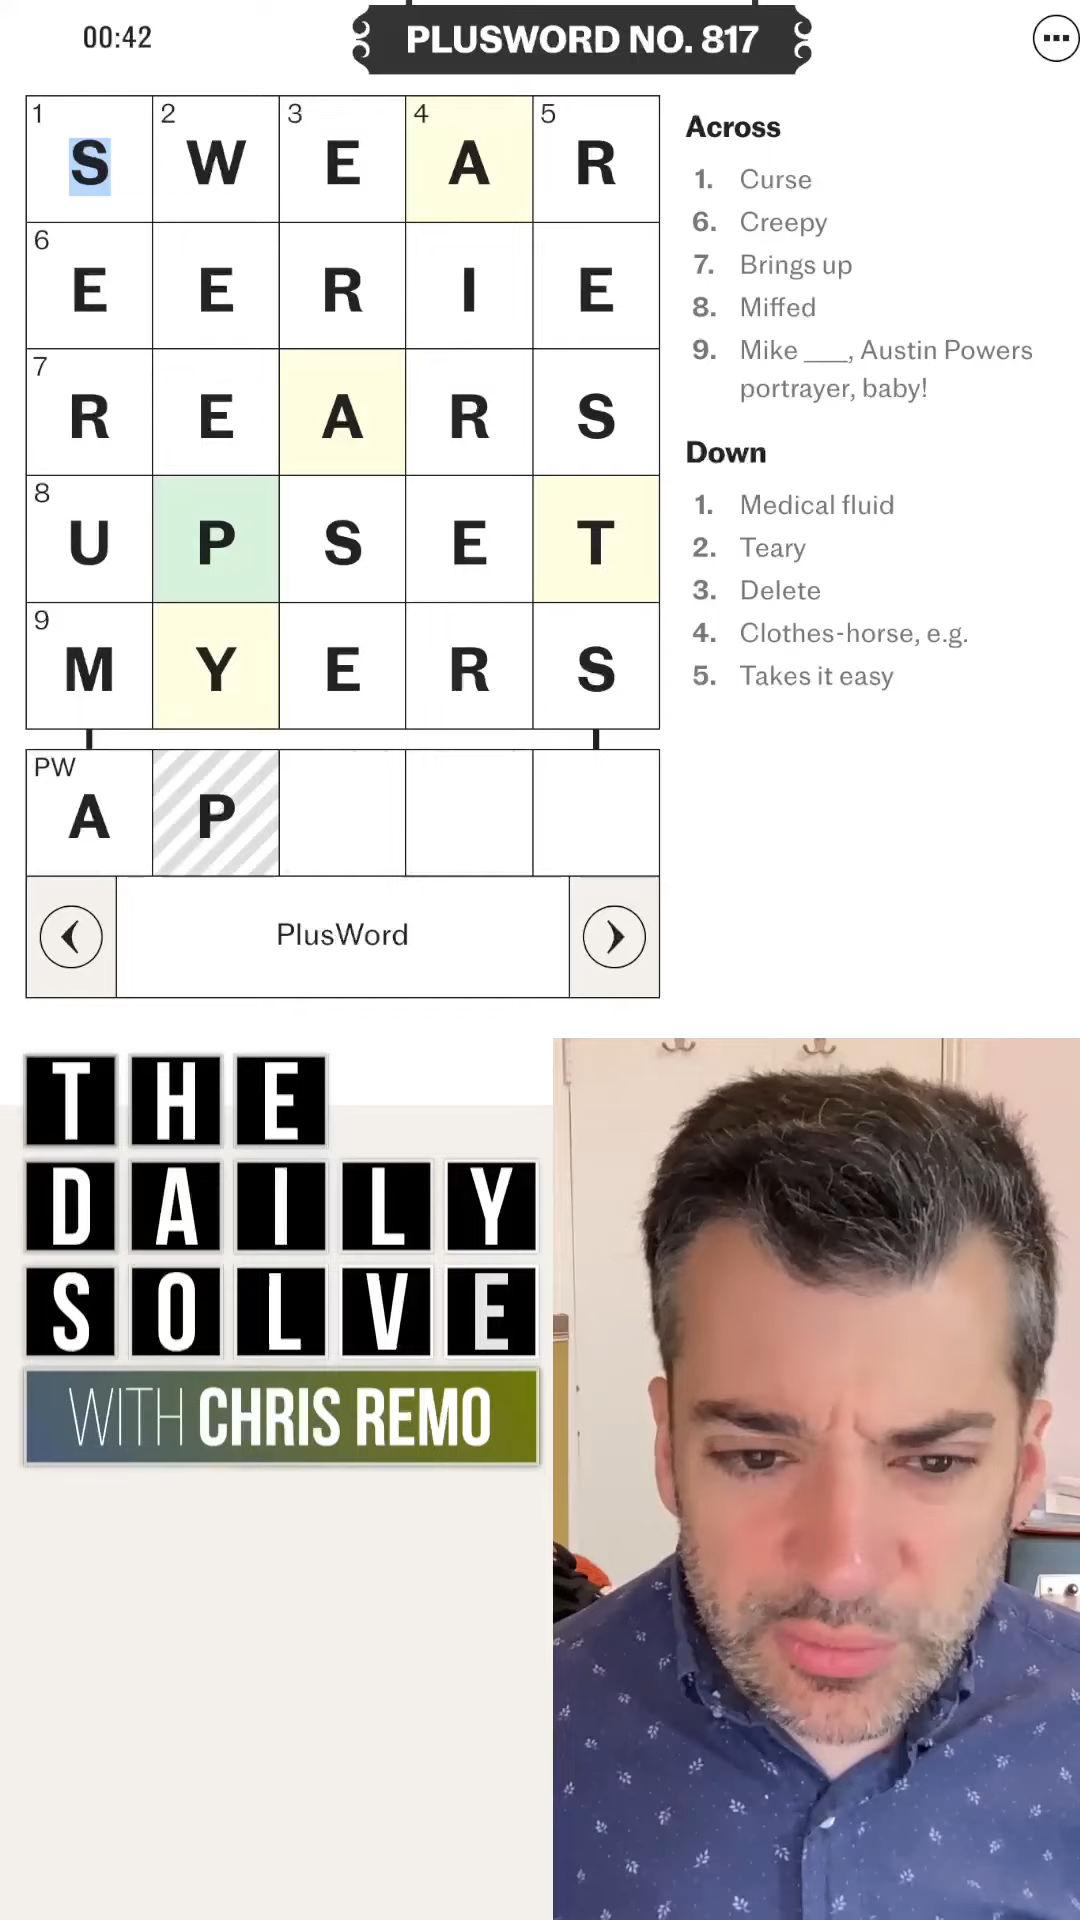 00:42
PLUSWORD NO. 817
1 S 2 W 3 E 4 A 5 R
6 E E R I E
7 R E A R S
8 U P S E T
9 M Y E R S
PW A P
PlusWord
Across
1. Curse
6. Creepy
7. Brings up
8. Miffed
9. Mike ___, Austin Powers
portrayer, baby!
Down
1. Medical fluid
2. Teary
3. Delete
4. Clothes-horse, e.g.
5. Takes it easy
THE
DAILY
SOLVE
WITH CHRIS REMO